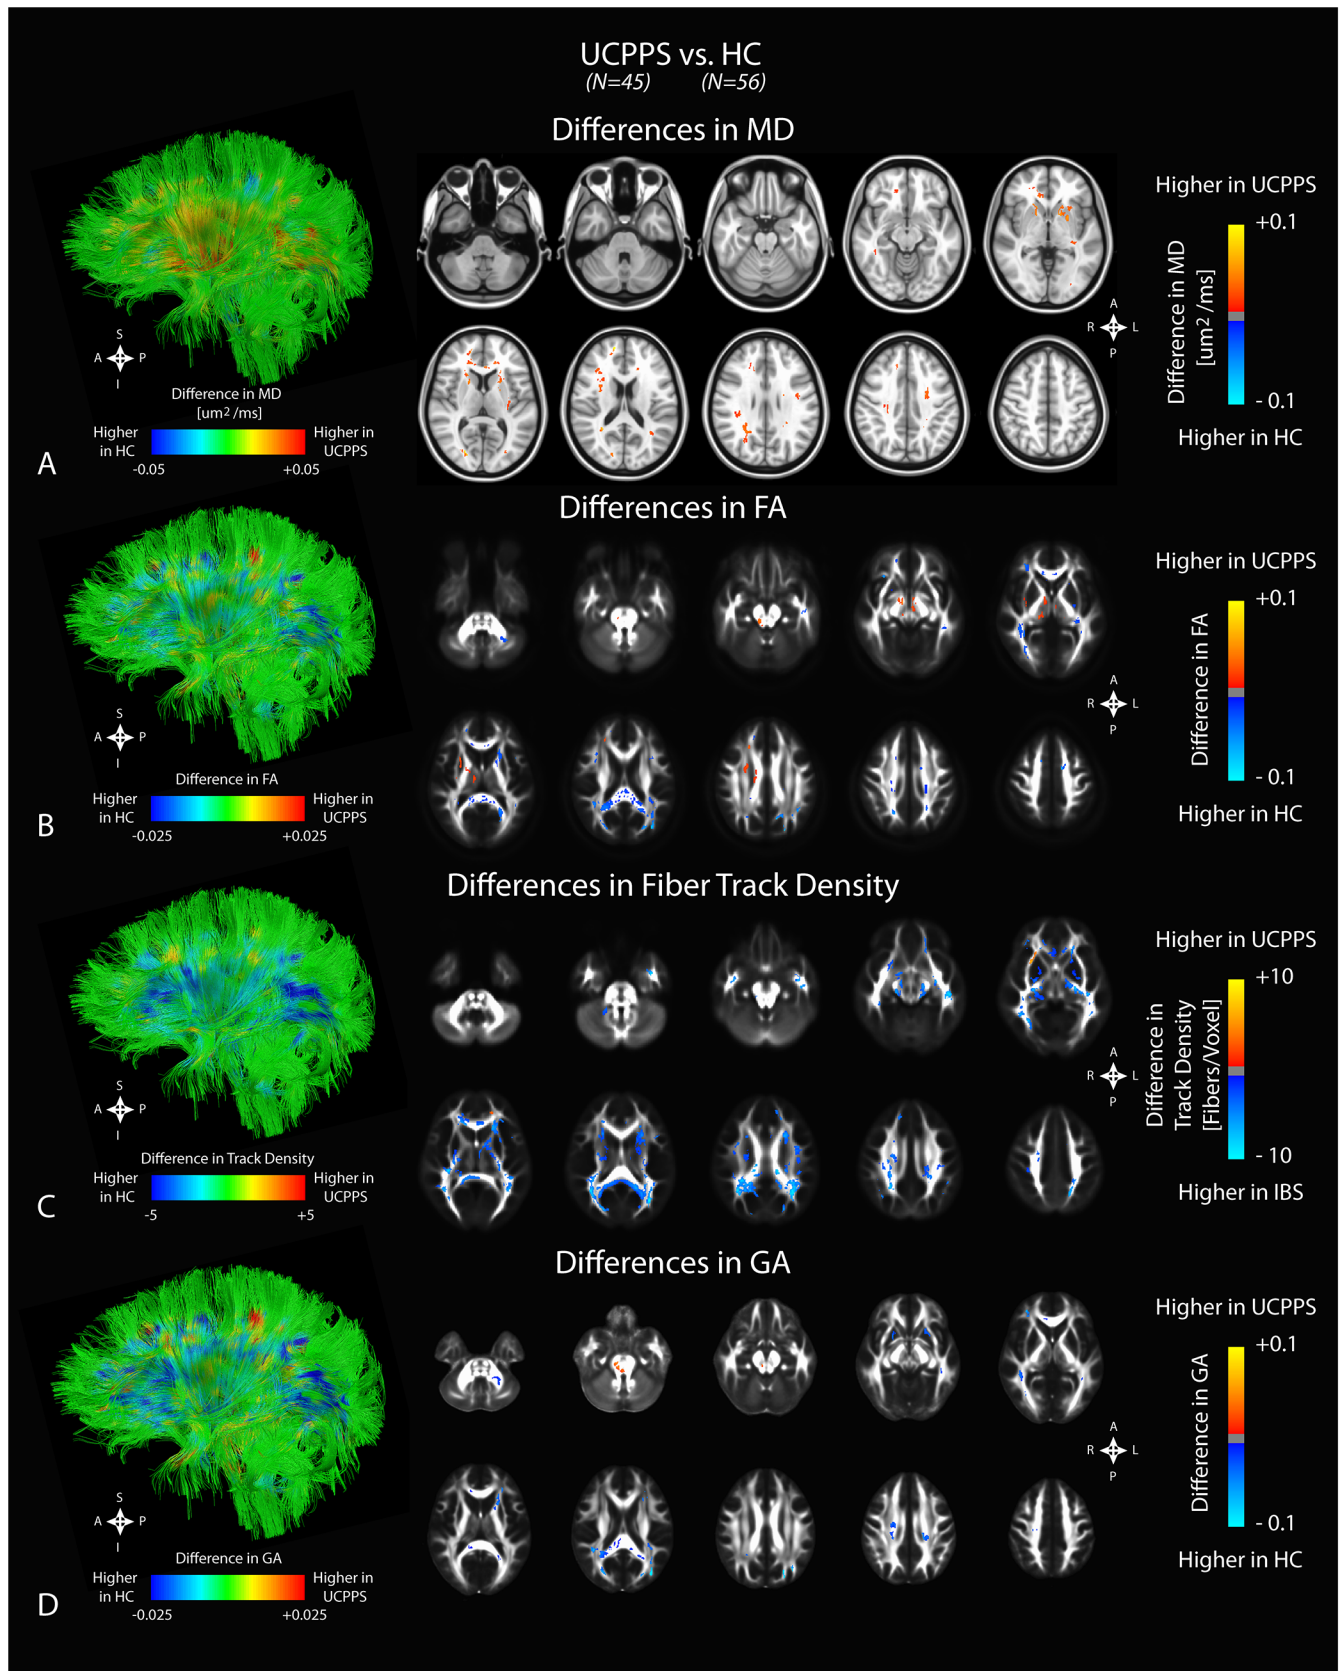 UCPPS vs. HC
(N=45) (N=56)
Differences in MD
S
A P
I
Difference in MD
[um2 /ms]
Higher in HC
Higher in UCPPS
-0.05 +0.05
A
A
R L
P
Higher in UCPPS
+0.1
Difference in MD
[um2 /ms]
- 0.1
Higher in HC
Differences in FA
S
A P
I
Difference in FA
Higher in HC
Higher in UCPPS
-0.025 +0.025
B
A
R L
P
Higher in UCPPS
+0.1
Difference in FA
- 0.1
Higher in HC
Differences in Fiber Track Density
S
A P
I
Difference in Track Density
Higher in HC
Higher in UCPPS
-5 +5
C
A
R L
P
Higher in UCPPS
+10
Difference in
Track Density
[Fibers/Voxel]
- 10
Higher in IBS
Differences in GA
S
A P
I
Difference in GA
Higher in HC
Higher in UCPPS
-0.025 +0.025
D
A
R L
P
Higher in UCPPS
+0.1
Difference in GA
- 0.1
Higher in HC